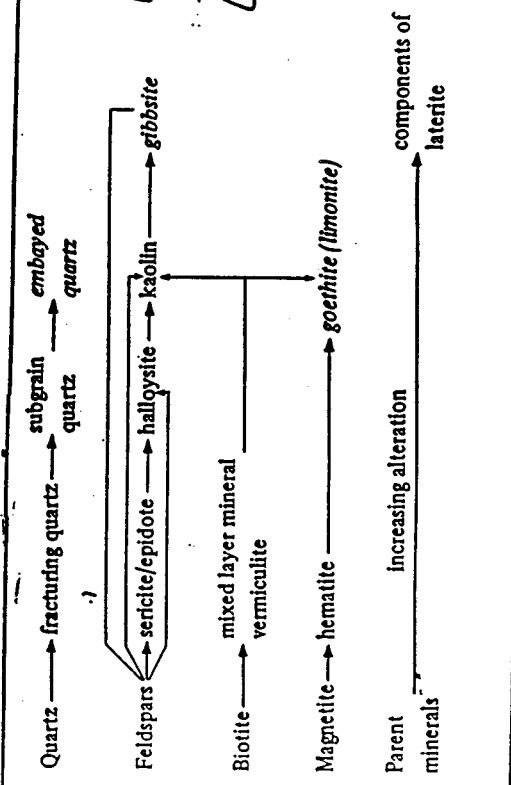 Quartz fracturing quartz subgrain embayed
quartz quartz
Feldspars sericite/epidote halloysite kaolin gibbsite
Biotite mixed layer mineral
vermiculite
Magnetite hematite goethite (limonite)
Parent increasing alteration components of
minerals laterite